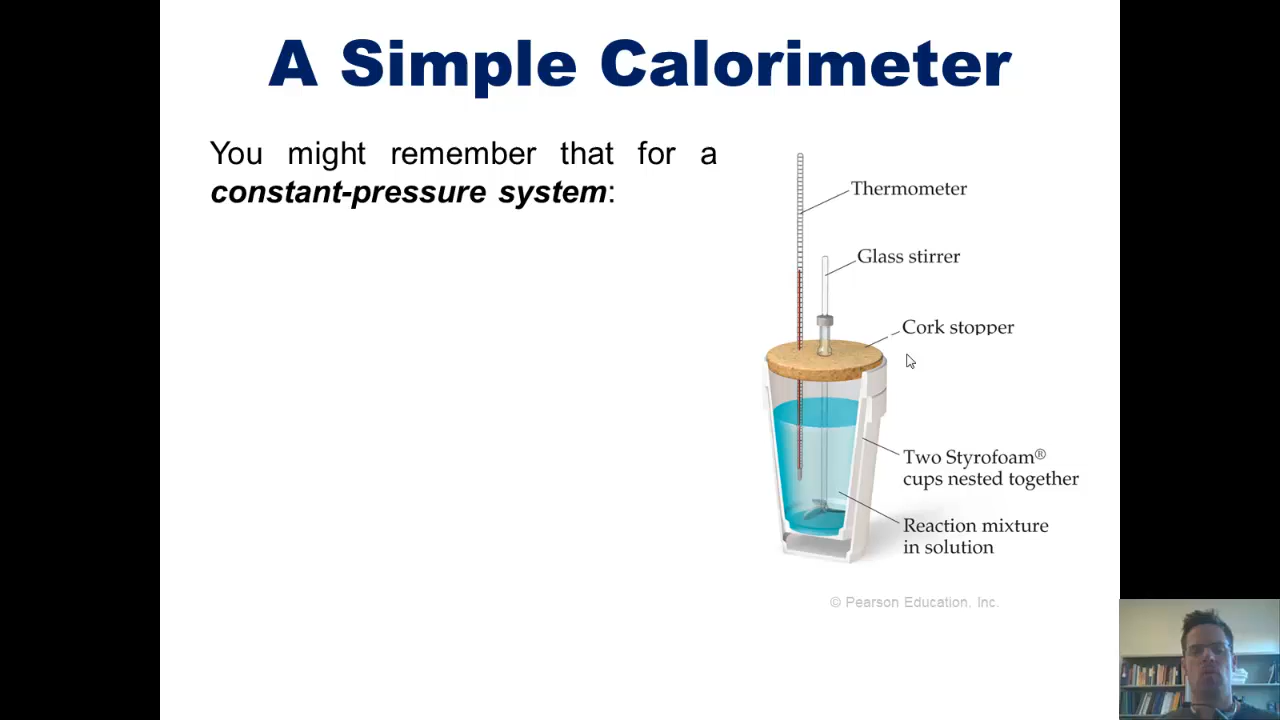 A Simple Calorimeter
You might remember that for a
constant-pressure system:
Thermometer
Glass stirrer
Cork stopper
Two Styrofoam®
cups nested together
Reaction mixture
in solution
© Pearson Education, Inc.